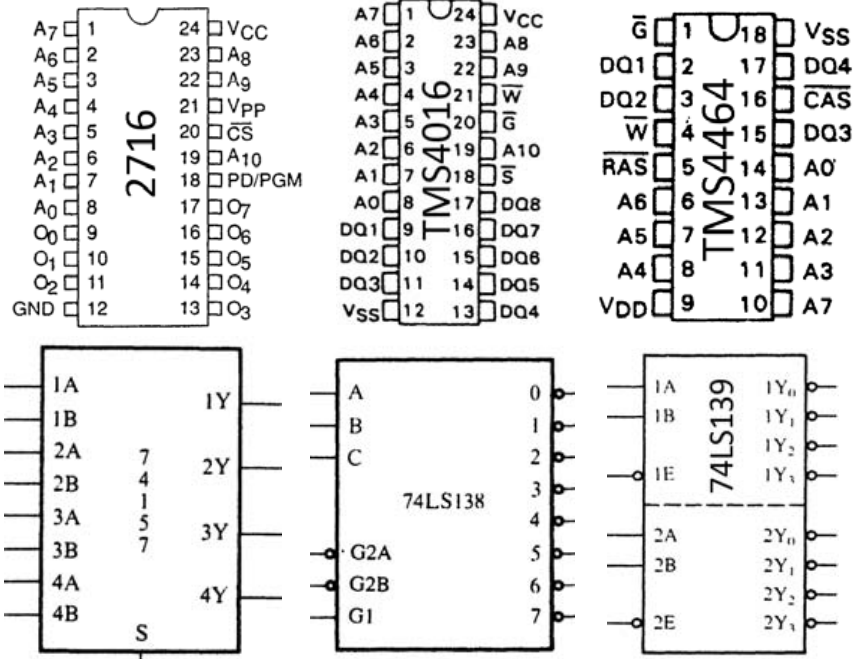 A7 1 24 VCC
A6 2 23 A8
A5 3 22 A9
A4 4 21 VPP
A3 5 20 C̅S̅
A2 6 19 A10
A1 7 18 PD/PGM
A0 8 17 O7
O0 9 16 O6
O1 10 15 O5
O2 11 14 O4
GND 12 13 O3
2716
A7 1 24 VCC
A6 2 23 A8
A5 3 22 A9
A4 4 21 W̅
A3 5 20 G̅
A2 6 19 A10
A1 7 18 S̅
A0 8 17 DQ8
DQ1 9 16 DQ7
DQ2 10 15 DQ6
DQ3 11 14 DQ5
VSS 12 13 DQ4
TMS4016
G̅ 1 18 VSS
DQ1 2 17 DQ4
DQ2 3 16 C̅A̅S̅
W̅ 4 15 DQ3
R̅A̅S̅ 5 14 A0
A6 6 13 A1
A5 7 12 A2
A4 8 11 A3
VDD 9 10 A7
TMS4464
1A
1B 1Y
2A
2B 2Y
3A
3B 3Y
4A
4B 4Y
S
7
4
1
5
7
A 0
B 1
C 2
3
74LS138
4
G2A 5
G2B 6
G1 7
1A 1Y0
1B 1Y1
1Y2
1E 1Y3
74LS139
2A 2Y0
2B 2Y1
2Y2
2E 2Y3